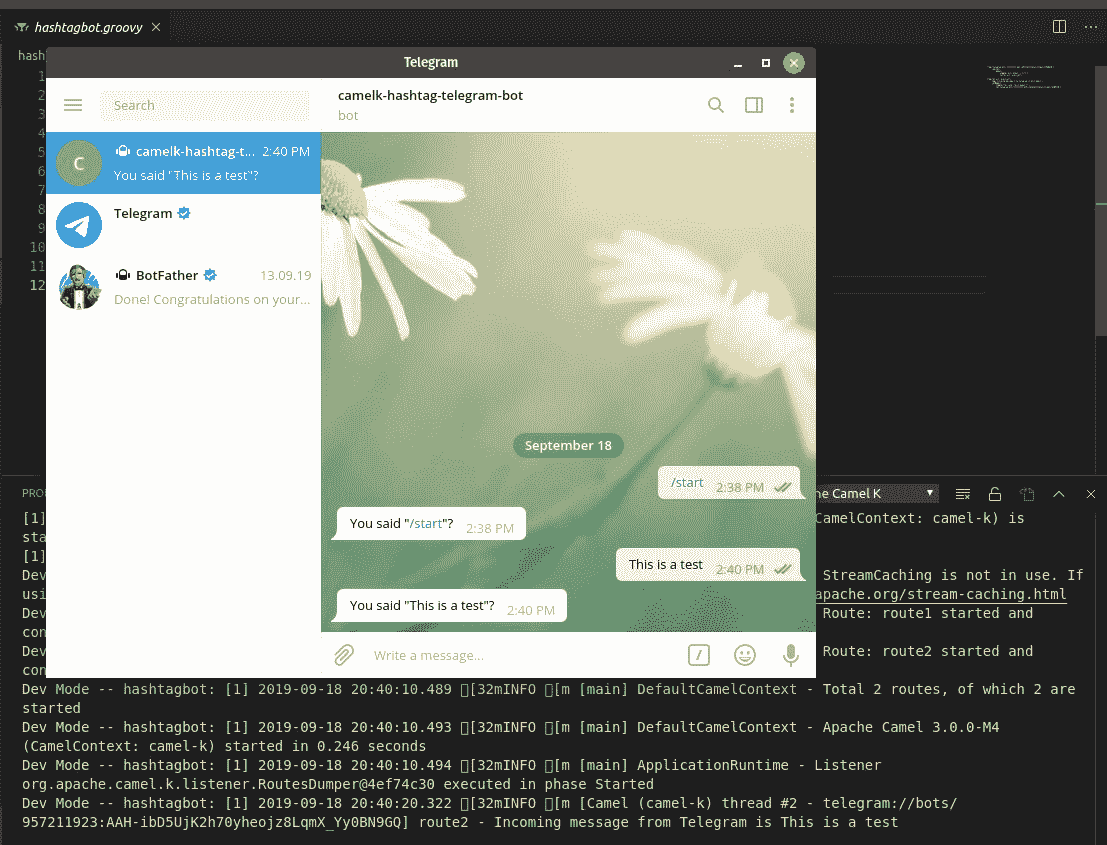 hashtagbot.groovy
hash
Telegram
1
2
3
4
5
6
7
8
9
10
11
12
Search
camelk-hashtag-telegram-bot
bot
C
camelk-hashtag-t... 2:40 PM
You said "This is a test"?
Telegram
BotFather 13.09.19
Done! Congratulations on your...
September 18
/start 2:38 PM
You said "/start"? 2:38 PM
This is a test 2:40 PM
You said "This is a test"? 2:40 PM
Write a message...
PRO
he Camel K
[1] CamelContext: camel-k) is
sta
[1]
Dev StreamCaching is not in use. If
usi apache.org/stream-caching.html
Dev Route: route1 started and
con
Dev Route: route2 started and
con
Dev Mode -- hashtagbot: [1] 2019-09-18 20:40:10.489 [32mINFO [m [main] DefaultCamelContext - Total 2 routes, of which 2 are
started
Dev Mode -- hashtagbot: [1] 2019-09-18 20:40:10.493 [32mINFO [m [main] DefaultCamelContext - Apache Camel 3.0.0-M4
(CamelContext: camel-k) started in 0.246 seconds
Dev Mode -- hashtagbot: [1] 2019-09-18 20:40:10.494 [32mINFO [m [main] ApplicationRuntime - Listener
org.apache.camel.k.listener.RoutesDumper@4ef74c30 executed in phase Started
Dev Mode -- hashtagbot: [1] 2019-09-18 20:40:20.322 [32mINFO [m [Camel (camel-k) thread #2 - telegram://bots/
957211923:AAH-ibD5UjK2h70yheojz8LqmX_Yy0BN9GQ] route2 - Incoming message from Telegram is This is a test